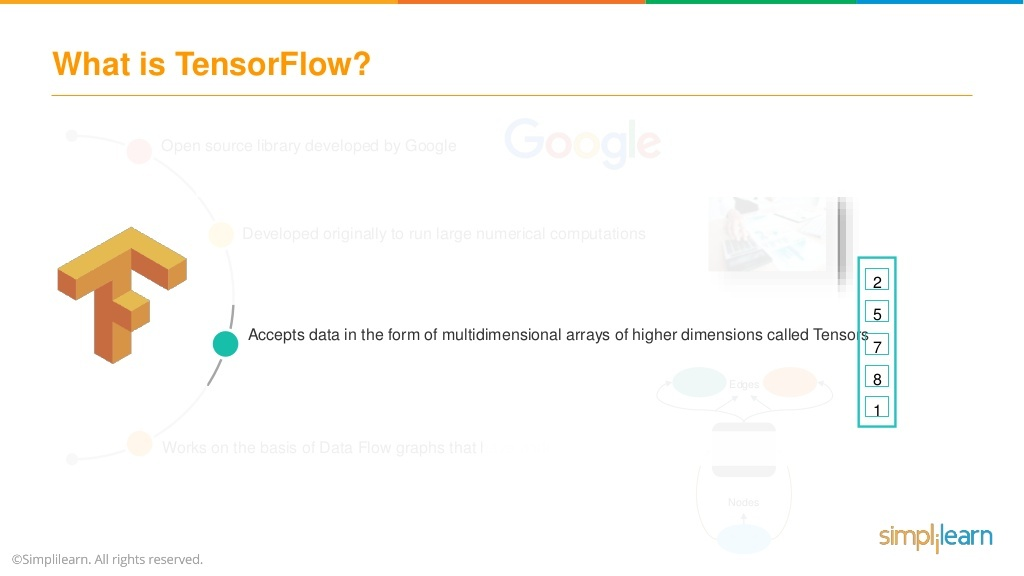 What is TensorFlow?
Open source library developed by Google
Google
Developed originally to run large numerical computations
Accepts data in the form of multidimensional arrays of higher dimensions called Tensors
2
5
7
8
1
Edges
Works on the basis of Data Flow graphs that
Nodes
simplilearn
©Simplilearn. All rights reserved.